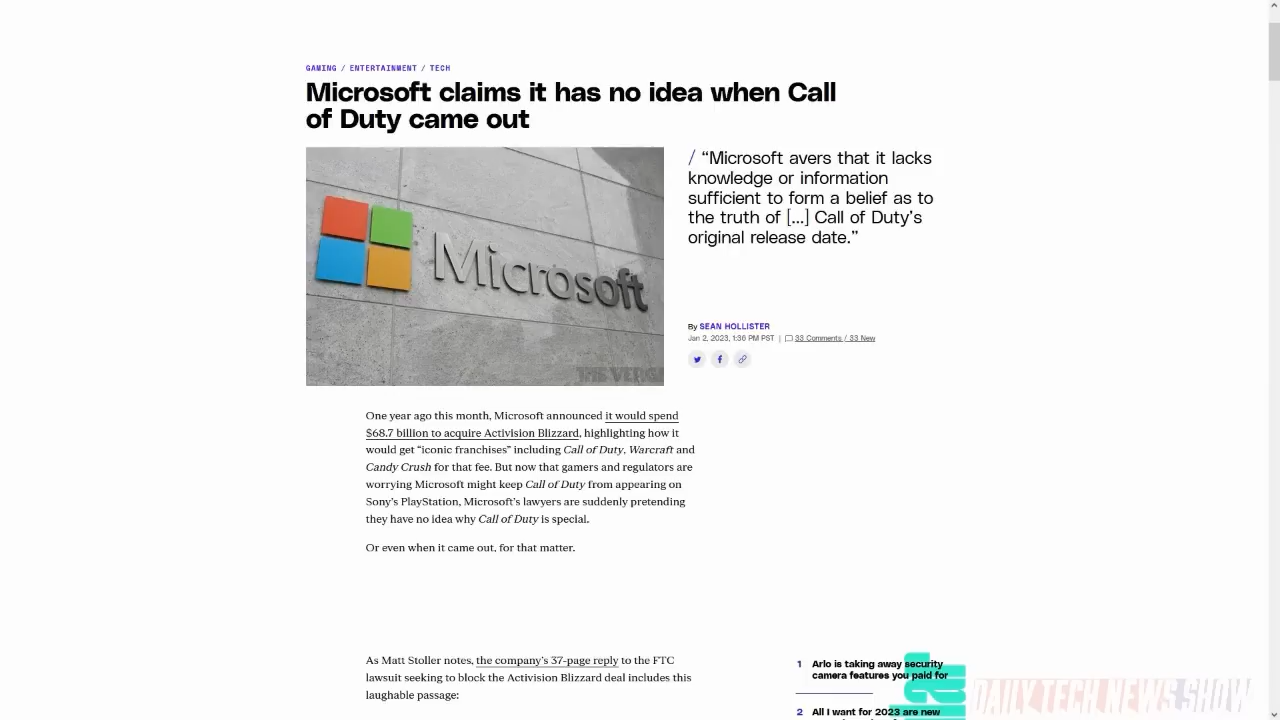 GAMING / ENTERTAINMENT / TECH
Microsoft claims it has no idea when Call
of Duty came out
Microsoft
THE VERGE
/ “Microsoft avers that it lacks
knowledge or information
sufficient to form a belief as to
the truth of [...] Call of Duty’s
original release date.”
By SEAN HOLLISTER
Jan 2, 2023, 1:36 PM PST | 33 Comments / 33 New
One year ago this month, Microsoft announced it would spend
$68.7 billion to acquire Activision Blizzard, highlighting how it
would get “iconic franchises” including Call of Duty, Warcraft and
Candy Crush for that fee. But now that gamers and regulators are
worrying Microsoft might keep Call of Duty from appearing on
Sony’s PlayStation, Microsoft’s lawyers are suddenly pretending
they have no idea why Call of Duty is special.
Or even when it came out, for that matter.
As Matt Stoller notes, the company’s 37-page reply to the FTC
lawsuit seeking to block the Activision Blizzard deal includes this
laughable passage:
1 Arlo is taking away security
camera features you paid for
2 All I want for 2023 are new
DAILY TECH NEWS SHOW